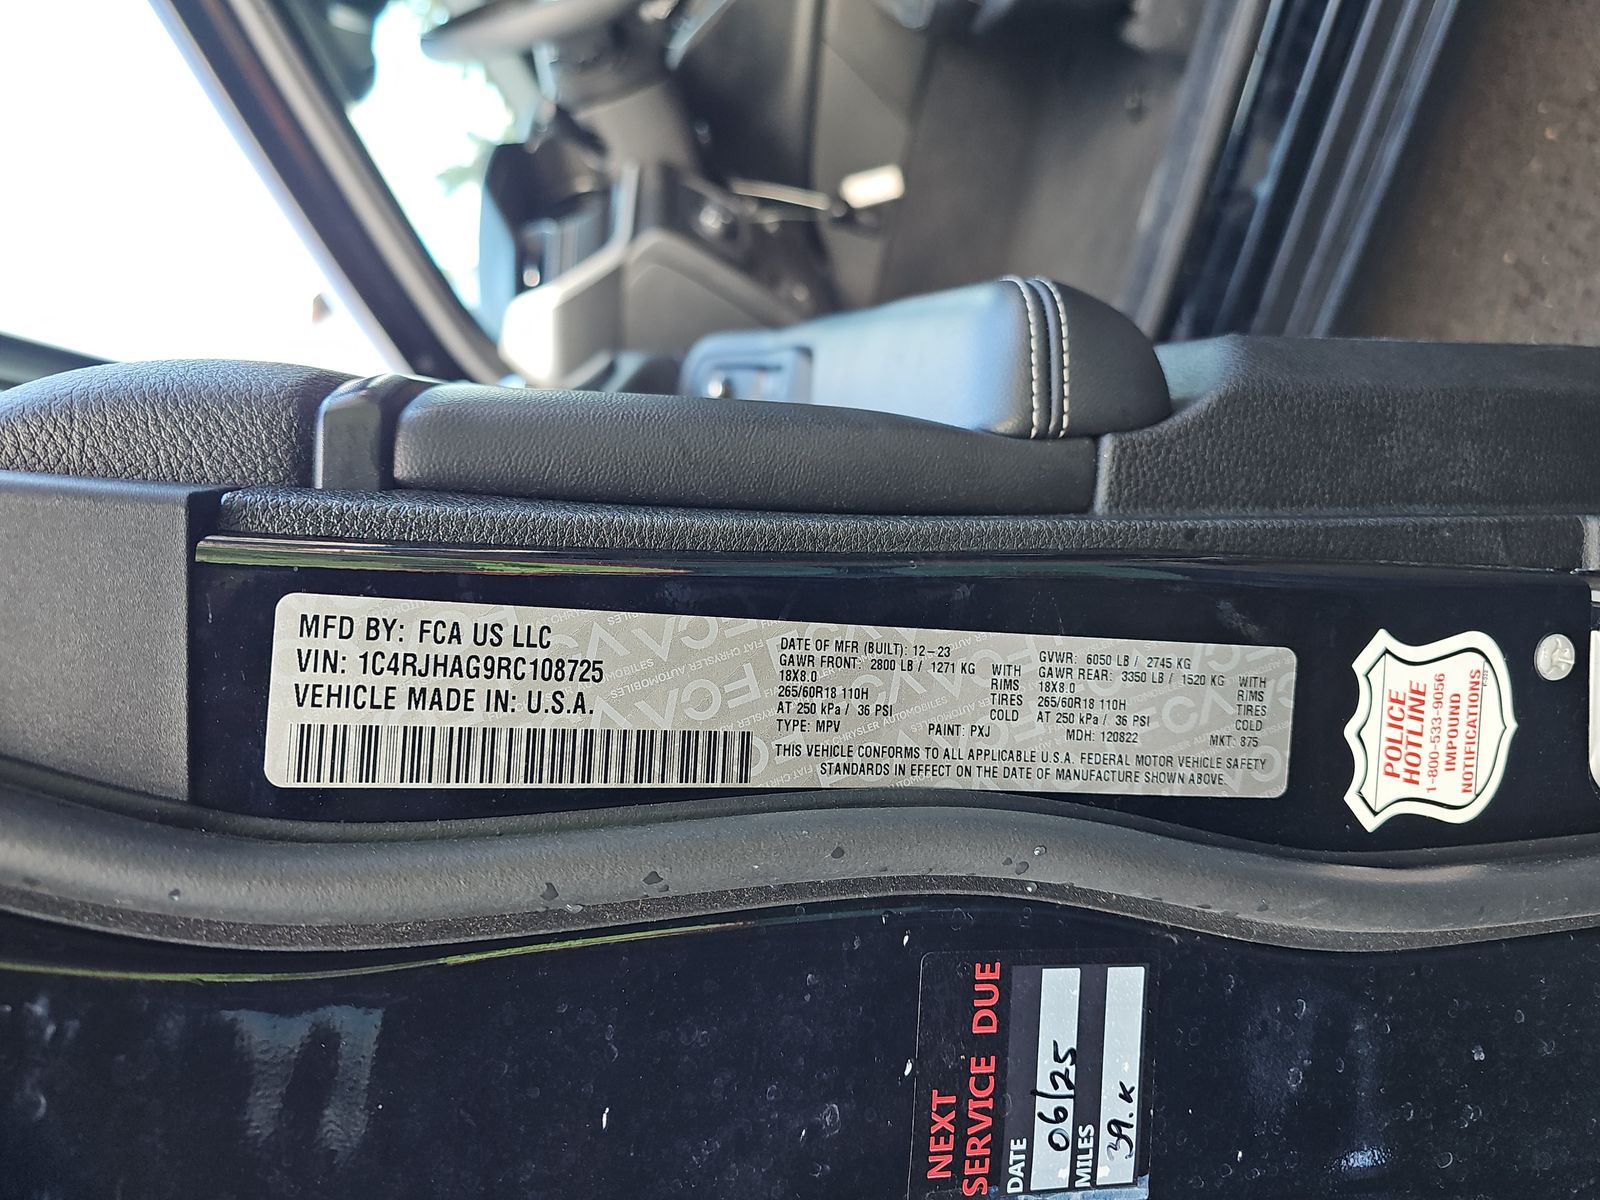 MFD BY: FCA US LLC
VIN: 1C4RJHAG9RC108725
VEHICLE MADE IN: U.S.A.
DATE OF MFR (BUILT): 12-23
GAWR FRONT: 2800 LB / 1271 KG WITH
18X8.0 RIMS
265/60R18 110H TIRES
AT 250 kPa / 36 PSI COLD
TYPE: MPV PAINT: PXJ
GVWR: 6050 LB / 2745 KG
GAWR REAR: 3350 LB / 1520 KG WITH
18X8.0 RIMS
265/60R18 110H TIRES
AT 250 kPa / 36 PSI COLD
MDH: 120822 MKT: 875
THIS VEHICLE CONFORMS TO ALL APPLICABLE U.S.A. FEDERAL MOTOR VEHICLE SAFETY
STANDARDS IN EFFECT ON THE DATE OF MANUFACTURE SHOWN ABOVE.
POLICE
HOTLINE
1-800-533-9056
IMPOUND
NOTIFICATIONS
NEXT
SERVICE DUE
DATE 06/25
MILES 39.K